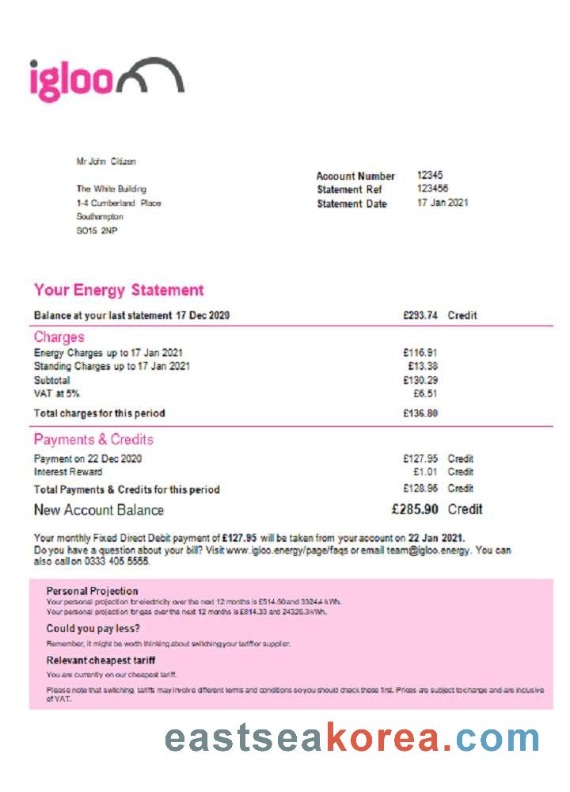 igloo
Mr John Citizen
The White Building
1-4 Cumberland Place
Southampton
SO15 2NP
Account Number 12345
Statement Ref 123456
Statement Date 17 Jan 2021
Your Energy Statement
Balance at your last statement 17 Dec 2020 £293.74 Credit
Charges
Energy Charges up to 17 Jan 2021 £116.91
Standing Charges up to 17 Jan 2021 £13.38
Subtotal £130.29
VAT at 5% £6.51
Total charges for this period £136.80
Payments & Credits
Payment on 22 Dec 2020 £127.95 Credit
Interest Reward £1.01 Credit
Total Payments & Credits for this period £128.96 Credit
New Account Balance £285.90 Credit
Your monthly Fixed Direct Debit payment of £127.95 will be taken from your account on 22 Jan 2021.
Do you have a question about your bill? Visit www.igloo.energy/page/faqs or email team@igloo.energy. You can
also call on 0333 405 5555.
Personal Projection
Your personal projection for electricity over the next 12 months is £514.60 and 3324.4 kWh.
Your personal projection for gas over the next 12 months is £814.33 and 24326.3 kWh.
Could you pay less?
Remember, it might be worth thinking about switching your tariff or supplier.
Relevant cheapest tariff
You are currently on our cheapest tariff.
Please note that switching tariffs may involve different terms and conditions so you should check these first. Prices are subject to change and are inclusive
of VAT.
eastseakorea.com